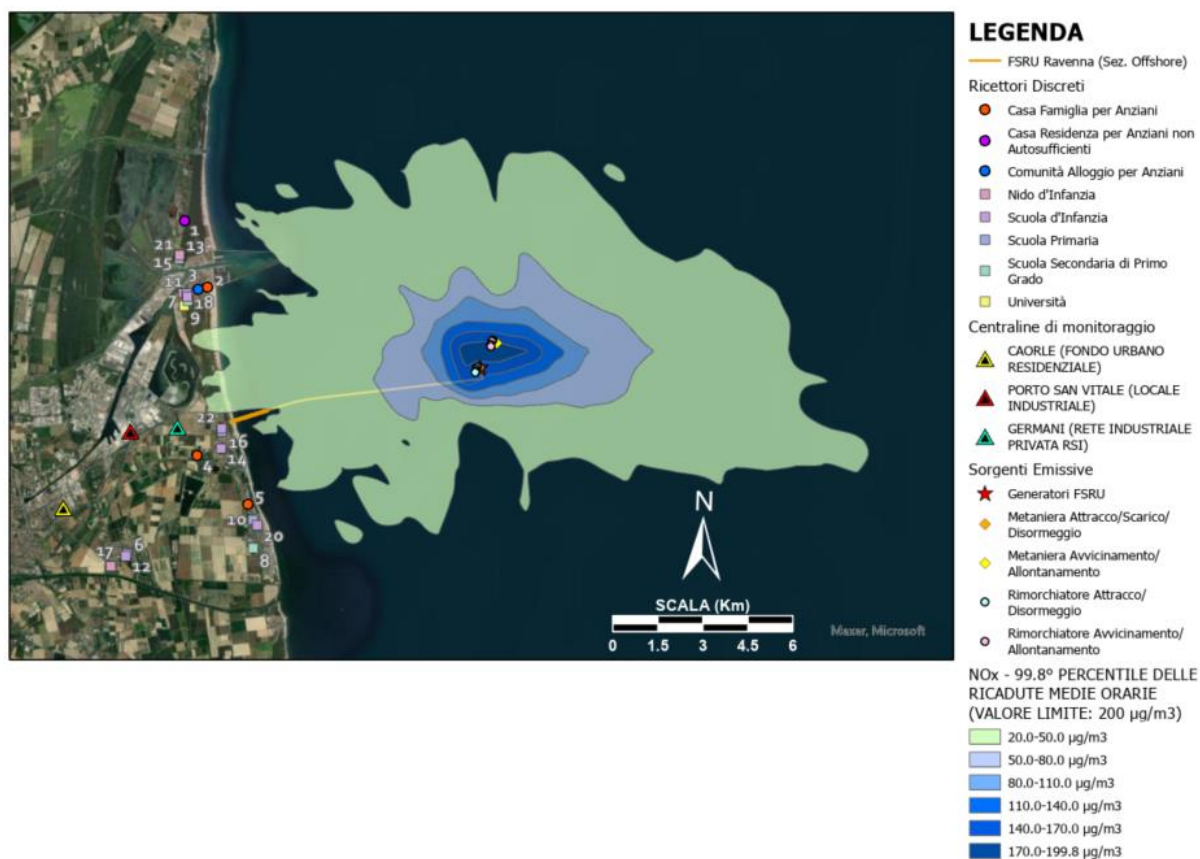 1
21
13
15
3
2
11
7
18
9
22
16
4
14
5
10
20
17
6
12
8
N
SCALA (Km)
0 1.5 3 4.5 6
Maxar, Microsoft
LEGENDA
FSRU Ravenna (Sez. Offshore)
Ricettori Discreti
Casa Famiglia per Anziani
Casa Residenza per Anziani non
Autosufficienti
Comunità Alloggio per Anziani
Nido d'Infanzia
Scuola d'Infanzia
Scuola Primaria
Scuola Secondaria di Primo
Grado
Università
Centraline di monitoraggio
CAORLE (FONDO URBANO
RESIDENZIALE)
PORTO SAN VITALE (LOCALE
INDUSTRIALE)
GERMANI (RETE INDUSTRIALE
PRIVATA RSI)
Sorgenti Emissive
Generatori FSRU
Metaniera Attracco/Scarico/
Disormeggio
Metaniera Avvicinamento/
Allontanamento
Rimorchiatore Attracco/
Disormeggio
Rimorchiatore Avvicinamento/
Allontanamento
NOx - 99.8° PERCENTILE DELLE
RICADUTE MEDIE ORARIE
(VALORE LIMITE: 200 µg/m3)
20.0-50.0 µg/m3
50.0-80.0 µg/m3
80.0-110.0 µg/m3
110.0-140.0 µg/m3
140.0-170.0 µg/m3
170.0-199.8 µg/m3